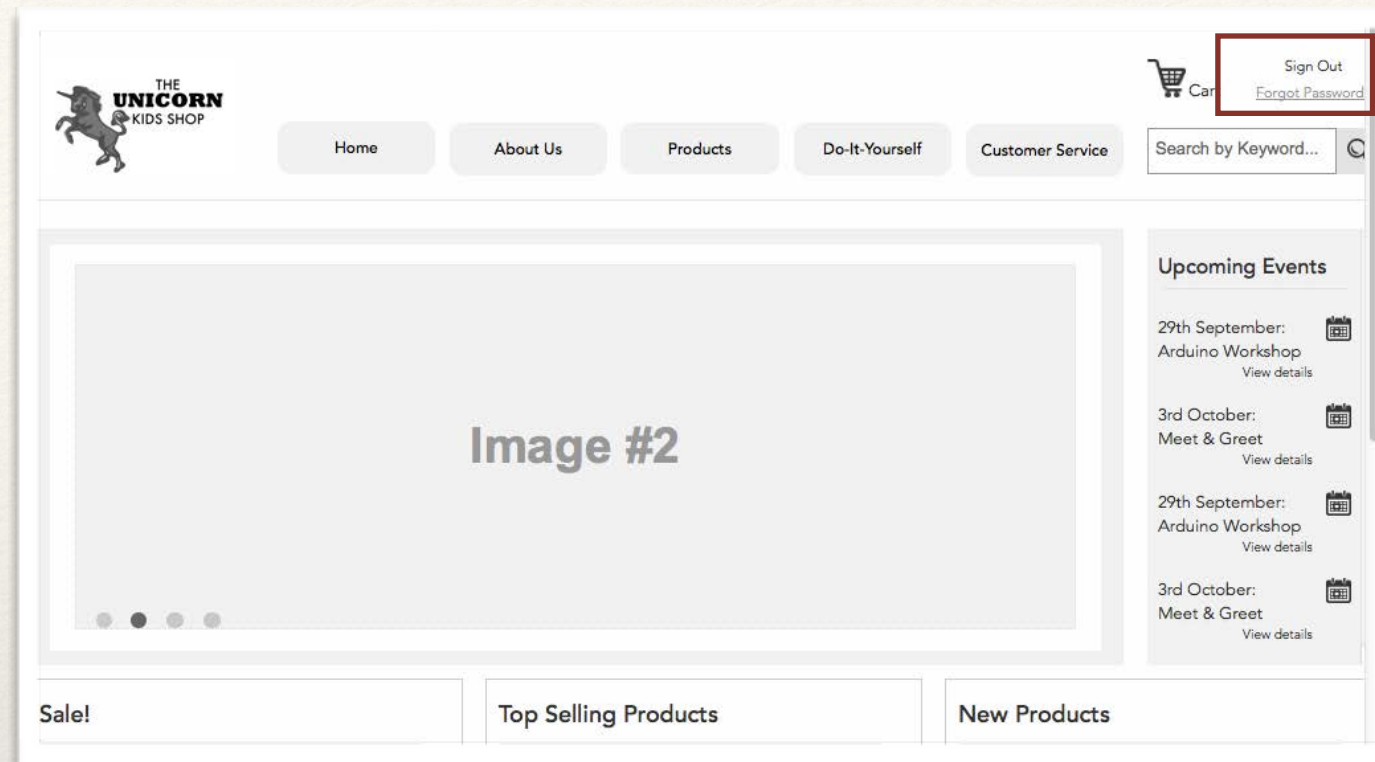 THE
UNICORN
KIDS SHOP
Car
Sign Out
Forgot Password
Home
About Us
Products
Do-It-Yourself
Customer Service
Search by Keyword...
Image #2
Upcoming Events
29th September:
Arduino Workshop
View details
3rd October:
Meet & Greet
View details
29th September:
Arduino Workshop
View details
3rd October:
Meet & Greet
View details
Sale!
Top Selling Products
New Products